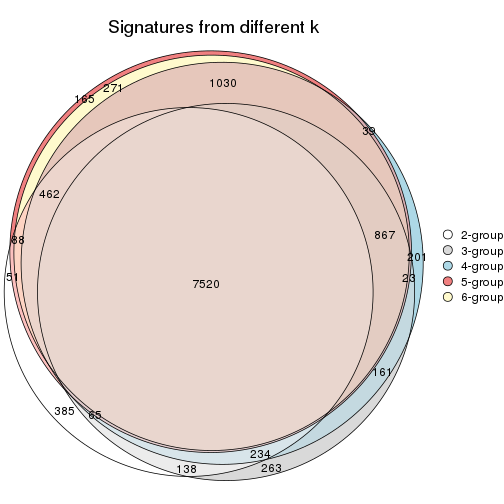 Signatures from different k
1030
271
165
39
462
867
88
201
51
23
7520
161
385
65
234
138
263
2-group
3-group
4-group
5-group
6-group